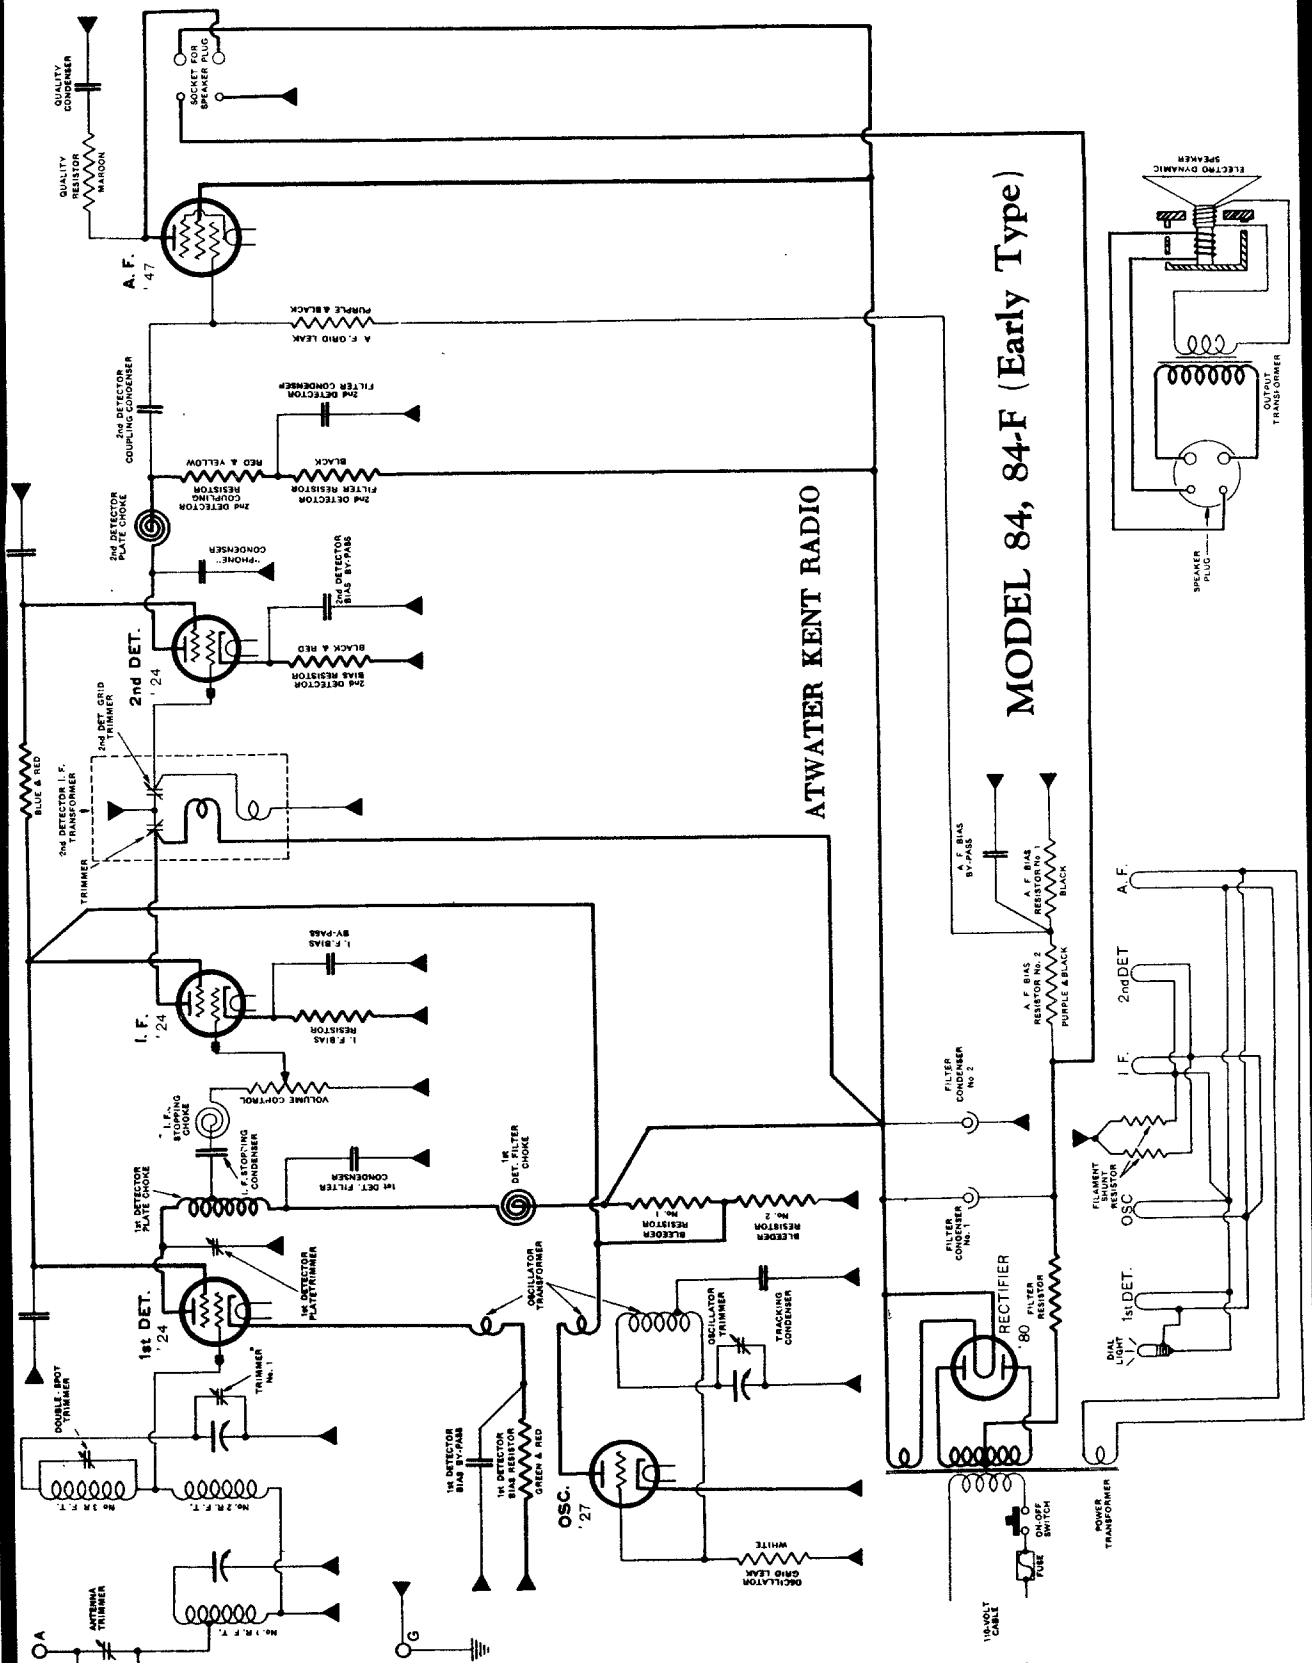 QUALITY
CONDENSER
QUALITY
RESISTOR
MAROON
SOCKET FOR
SPEAKER PLUG
A. F.
'47
A. F. GRID LEAK
PURPLE & BLACK
2nd DETECTOR
COUPLING CONDENSER
2nd DETECTOR
FILTER CONDENSER
2nd DETECTOR
COUPLING
RESISTOR
RED & YELLOW
2nd DETECTOR
FILTER RESISTOR
BLACK
2nd DETECTOR
PLATE CHOKE
"PHONE"
CONDENSER
2nd DETECTOR
BIAS BY-PASS
2nd DETECTOR
BIAS RESISTOR
BLACK & RED
2nd DET.
'24
2nd DET GRID
TRIMMER
BLUE & RED
2nd DETECTOR I. F.
TRANSFORMER
TRIMMER
I. F. BIAS
BY-PASS
I. F. BIAS
RESISTOR
I. F.
'24
VOLUME CONTROL
I. F.
STOPPING
CHOKE
I. F. STOPPING
CONDENSER
1st DETECTOR
PLATE CHOKE
1st DET. FILTER
CONDENSER
1st
DET. FILTER
CHOKE
1st DETECTOR
PLATE TRIMMER
1st DET.
'24
TRIMMER
No. 1
DOUBLE-SPOT
TRIMMER
No 3 R. F. T.
No. 2 R. F. T.
No. 1 R. F. T.
ANTENNA
TRIMMER
A
G
OSCILLATOR
TRANSFORMER
BLEEDER
RESISTOR
No. 1
BLEEDER
RESISTOR
No. 2
OSCILLATOR
TRIMMER
TRACKING
CONDENSER
1st DETECTOR
BIAS BY-PASS
1st DETECTOR
BIAS RESISTOR
GREEN & RED
OSC.
'27
OSCILLATOR
GRID LEAK
WHITE
ATWATER KENT RADIO
MODEL 84, 84-F (Early Type)
A. F. BIAS
BY-PASS
A. F. BIAS
RESISTOR No. 1
BLACK
A. F. BIAS
RESISTOR No. 2
PURPLE & BLACK
FILTER
CONDENSER
No 2
FILTER
CONDENSER
No. 1
RECTIFIER
'80
FILTER
RESISTOR
POWER
TRANSFORMER
ON-OFF
SWITCH
FUSE
110-VOLT
CABLE
A. F.
2nd DET
I. F.
FILAMENT
SHUNT
RESISTOR
OSC
1st DET.
DIAL
LIGHT
ELECTRO DYNAMIC
SPEAKER
OUTPUT
TRANSFORMER
SPEAKER
PLUG